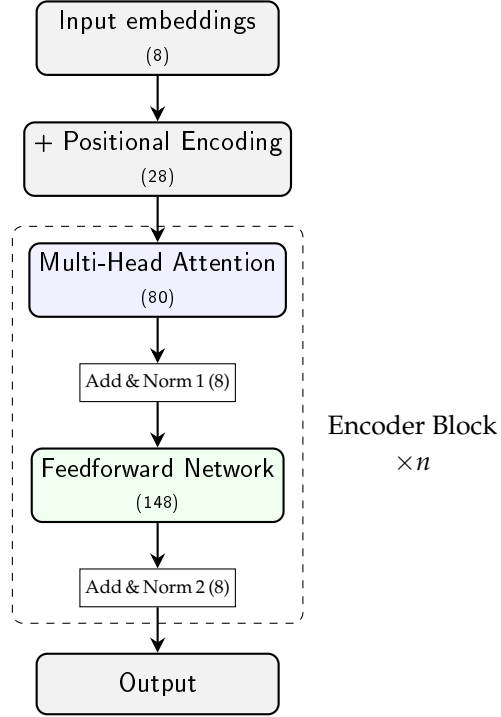 Input embeddings
(8)
+ Positional Encoding
(28)
Multi-Head Attention
(80)
Add & Norm 1 (8)
Encoder Block
×n
Feedforward Network
(148)
Add & Norm 2 (8)
Output